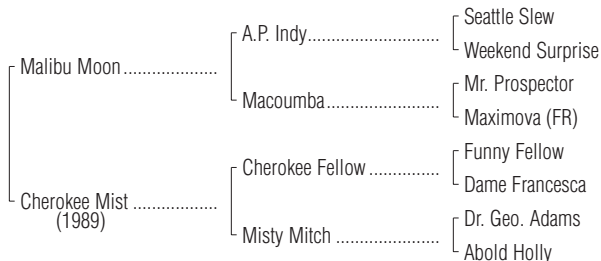 Seattle Slew
A.P. Indy........................
Weekend Surprise
Malibu Moon .................
Mr. Prospector
Macoumba.....................
Maximova (FR)
Funny Fellow
Cherokee Fellow .............
Dame Francesca
Cherokee Mist ...............
(1989)
Dr. Geo. Adams
Misty Mitch ...................
Abold Holly